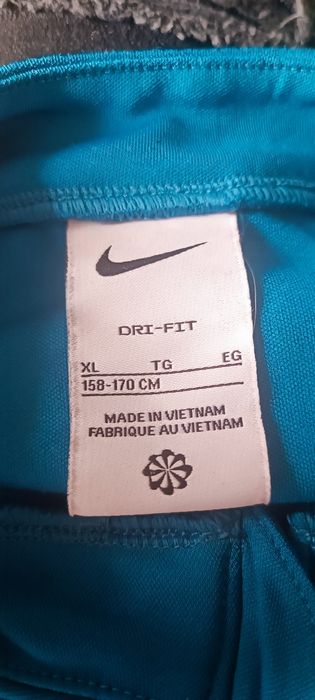 DRI-FIT
XL TG EG
158-170 CM
MADE IN VIETNAM
FABRIQUE AU VIETNAM